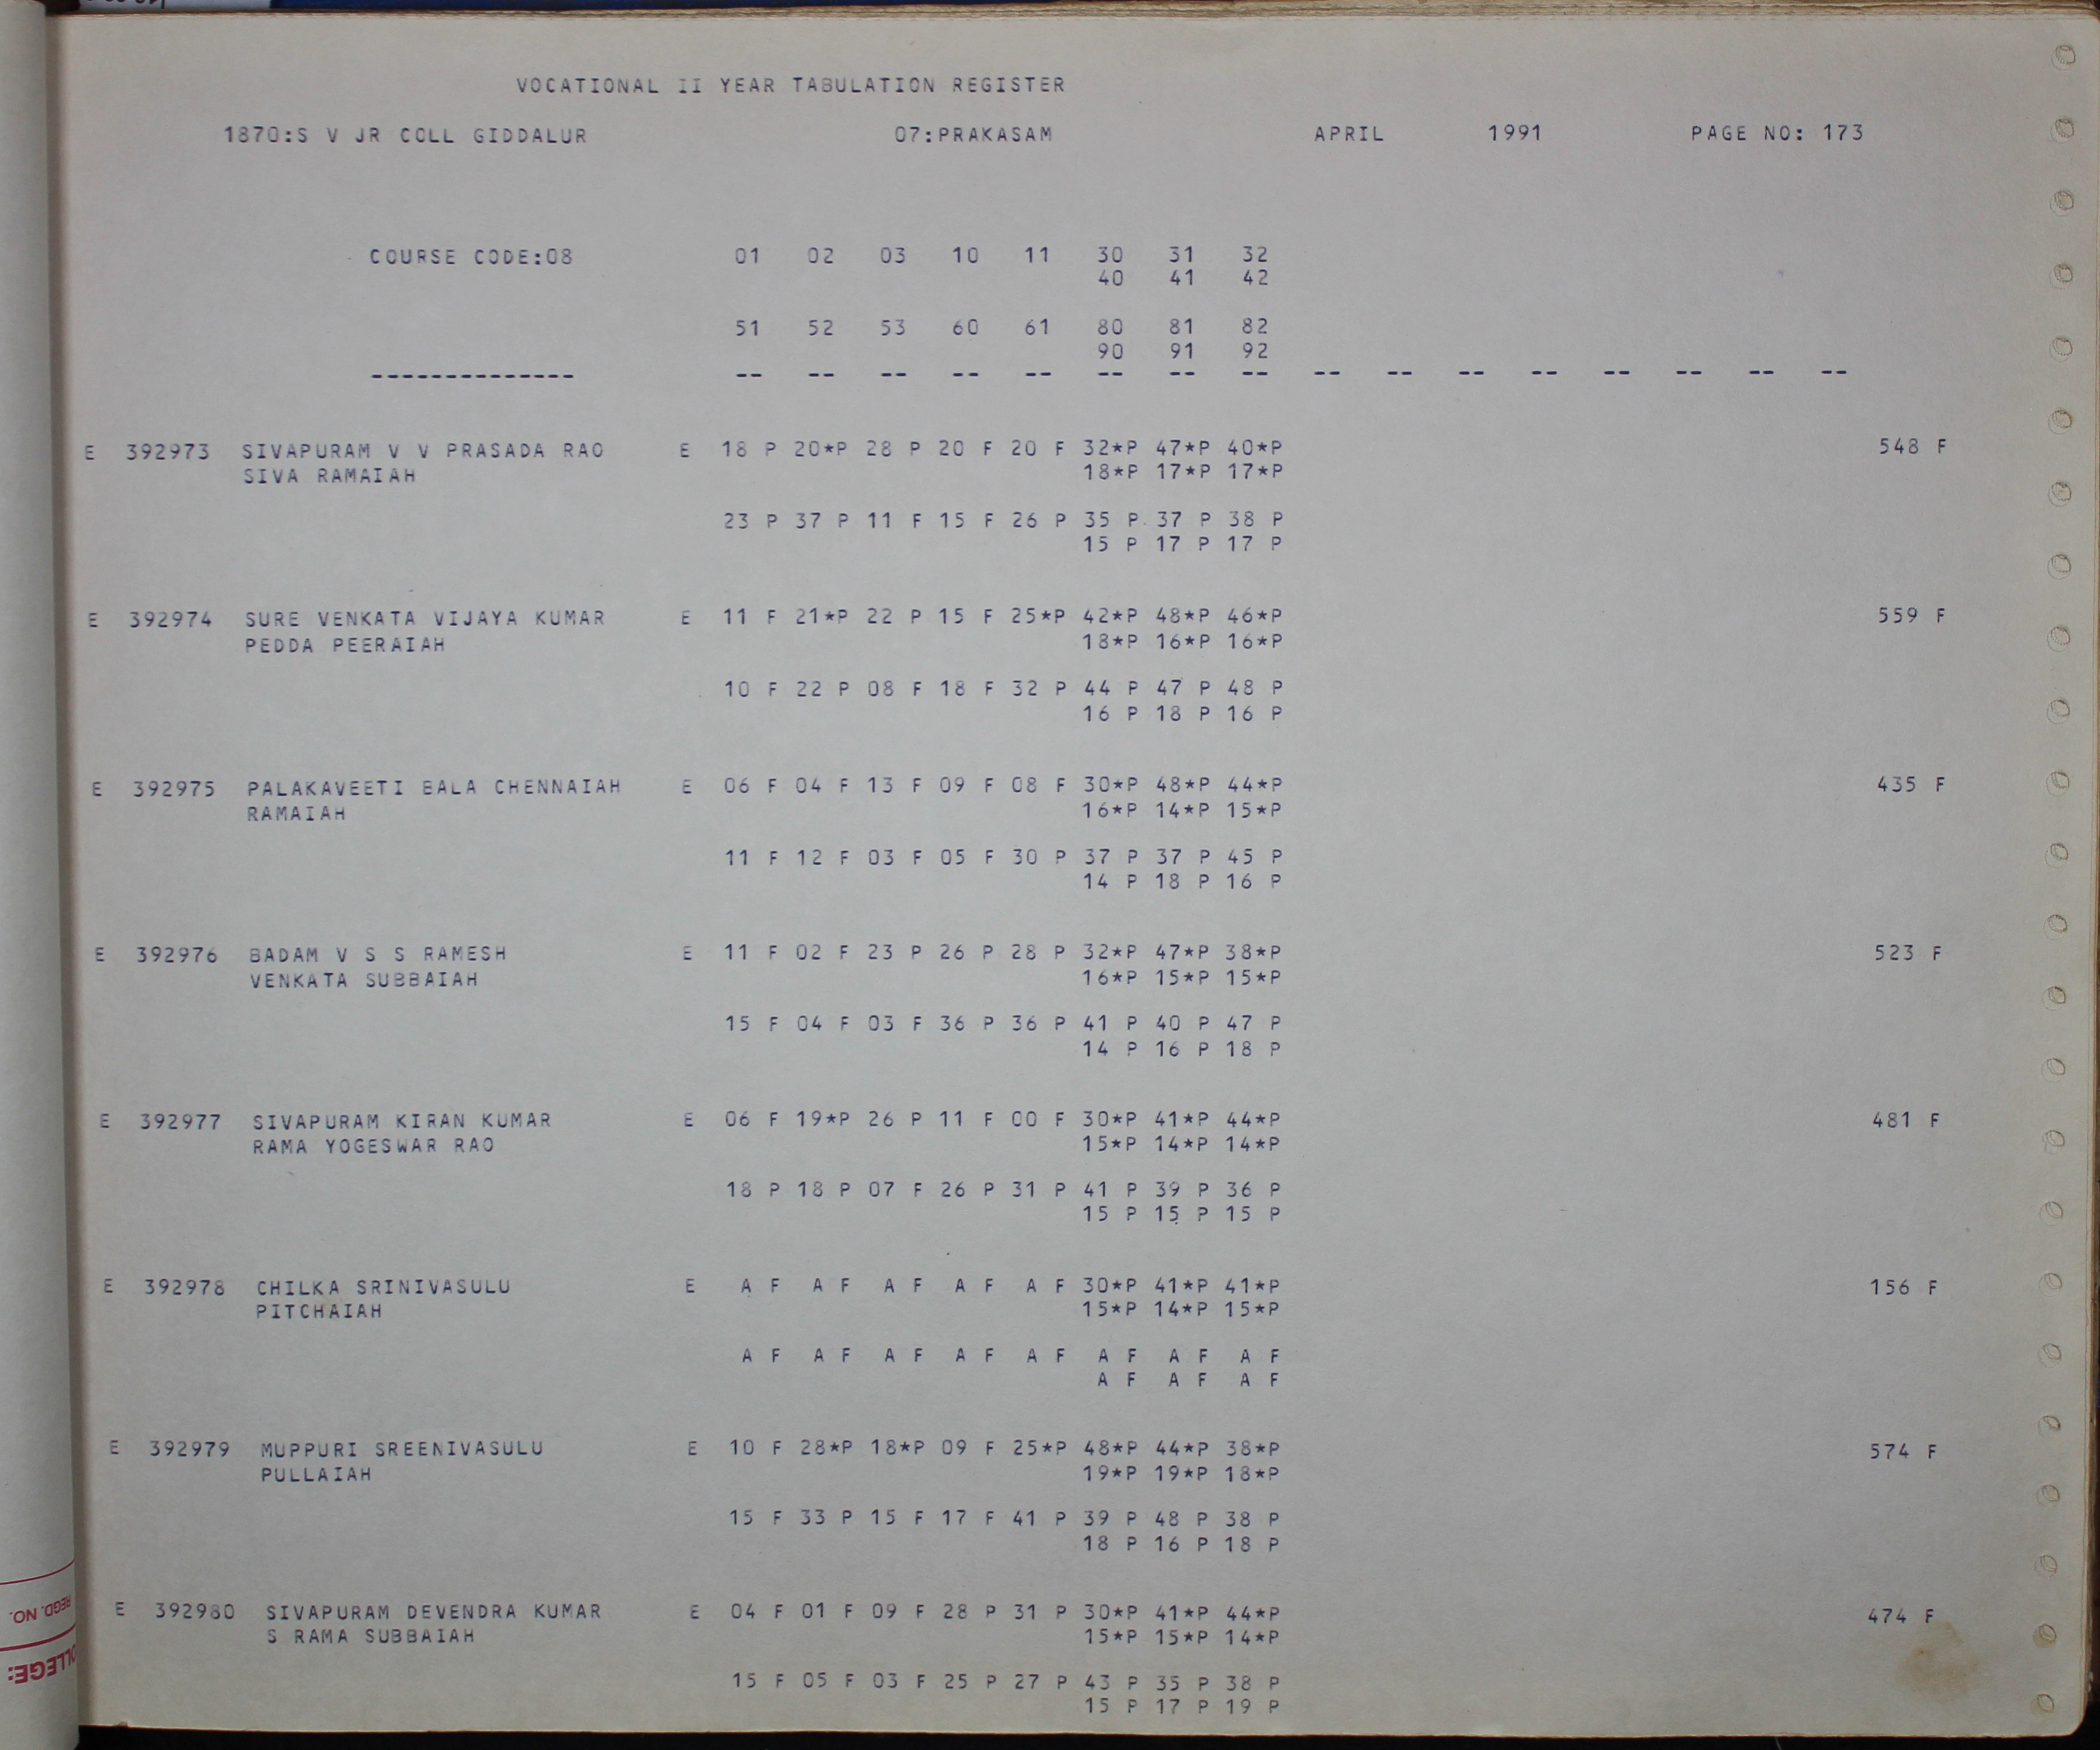 VOCATIONAL II YEAR TABULATION REGISTER
1870:S V JR COLL GIDDALUR 07:PRAKASAM APRIL 1991 PAGE NO: 173
COURSE CODE:08 01 02 03 10 11 30 31 32
40 41 42
51 52 53 60 61 80 81 82
90 91 92
-------------- -- -- -- -- -- -- -- -- -- -- -- -- -- -- -- --
E 392973 SIVAPURAM V V PRASADA RAO E 18 P 20*P 28 P 20 F 20 F 32*P 47*P 40*P 548 F
SIVA RAMAIAH 18*P 17*P 17*P
23 P 37 P 11 F 15 F 26 P 35 P 37 P 38 P
15 P 17 P 17 P
E 392974 SURE VENKATA VIJAYA KUMAR E 11 F 21*P 22 P 15 F 25*P 42*P 48*P 46*P 559 F
PEDDA PEERAIAH 18*P 16*P 16*P
10 F 22 P 08 F 18 F 32 P 44 P 47 P 48 P
16 P 18 P 16 P
E 392975 PALAKAVEETI BALA CHENNAIAH E 06 F 04 F 13 F 09 F 08 F 30*P 48*P 44*P 435 F
RAMAIAH 16*P 14*P 15*P
11 F 12 F 03 F 05 F 30 P 37 P 37 P 45 P
14 P 18 P 16 P
E 392976 BADAM V S S RAMESH E 11 F 02 F 23 P 26 P 28 P 32*P 47*P 38*P 523 F
VENKATA SUBBAIAH 16*P 15*P 15*P
15 F 04 F 03 F 36 P 36 P 41 P 40 P 47 P
14 P 16 P 18 P
E 392977 SIVAPURAM KIRAN KUMAR E 06 F 19*P 26 P 11 F 00 F 30*P 41*P 44*P 481 F
RAMA YOGESWAR RAO 15*P 14*P 14*P
18 P 18 P 07 F 26 P 31 P 41 P 39 P 36 P
15 P 15 P 15 P
E 392978 CHILKA SRINIVASULU E A F A F A F A F A F 30*P 41*P 41*P 156 F
PITCHAIAH 15*P 14*P 15*P
A F A F A F A F A F A F A F A F
A F A F A F
E 392979 MUPPURI SREENIVASULU E 10 F 28*P 18*P 09 F 25*P 48*P 44*P 38*P 574 F
PULLAIAH 19*P 19*P 18*P
15 F 33 P 15 F 17 F 41 P 39 P 48 P 38 P
18 P 16 P 18 P
E 392980 SIVAPURAM DEVENDRA KUMAR E 04 F 01 F 09 F 28 P 31 P 30*P 41*P 44*P 474 F
S RAMA SUBBAIAH 15*P 15*P 14*P
15 F 05 F 03 F 25 P 27 P 43 P 35 P 38 P
15 P 17 P 19 P
REGD. NO.